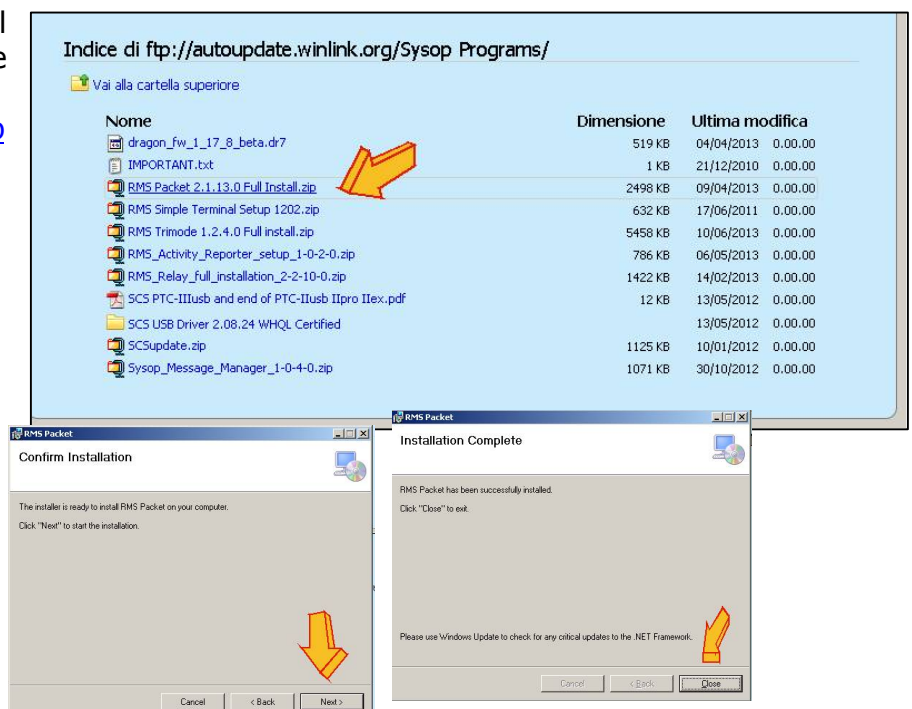 l
e
Indice di ftp://autoupdate.winlink.org/Sysop Programs/
Vai alla cartella superiore
Nome Dimensione Ultima modifica
dragon_fw_1_17_8_beta.dr7 519 KB 04/04/2013 0.00.00
IMPORTANT.txt 1 KB 21/12/2010 0.00.00
RMS Packet 2.1.13.0 Full Install.zip 2498 KB 09/04/2013 0.00.00
RMS Simple Terminal Setup 1202.zip 632 KB 17/06/2011 0.00.00
RMS Trimode 1.2.4.0 Full install.zip 5458 KB 10/06/2013 0.00.00
RMS_Activity_Reporter_setup_1-0-2-0.zip 786 KB 06/05/2013 0.00.00
RMS_Relay_full_installation_2-2-10-0.zip 1422 KB 14/02/2013 0.00.00
SCS PTC-IIIusb and end of PTC-IIusb IIpro IIex.pdf 12 KB 13/05/2012 0.00.00
SCS USB Driver 2.08.24 WHQL Certified 13/05/2012 0.00.00
SCSupdate.zip 1125 KB 10/01/2012 0.00.00
Sysop_Message_Manager_1-0-4-0.zip 1071 KB 30/10/2012 0.00.00
RMS Packet
Confirm Installation
The installer is ready to install RMS Packet on your computer.
Click "Next" to start the installation.
Cancel < Back Next >
RMS Packet
Installation Complete
RMS Packet has been successfully installed.
Click "Close" to exit.
Please use Windows Update to check for any critical updates to the .NET Framework.
Cancel < Back Close